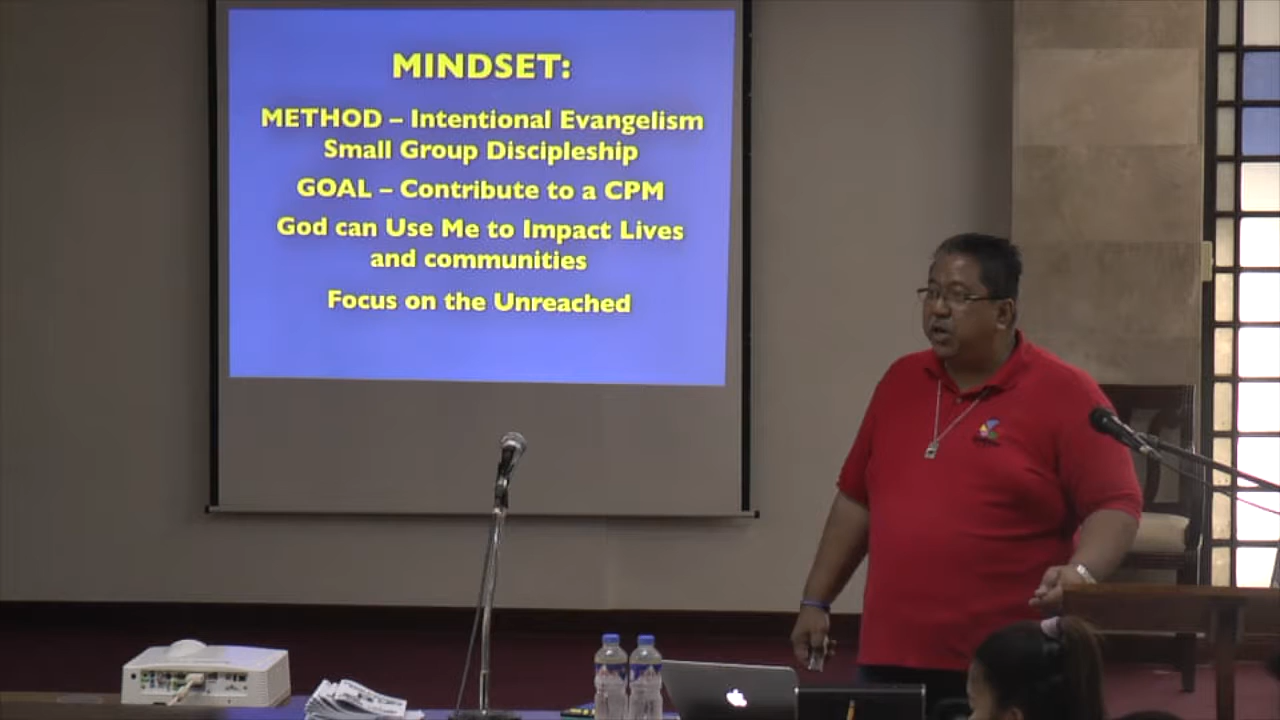 MINDSET:
METHOD – Intentional Evangelism
Small Group Discipleship
GOAL – Contribute to a CPM
God can Use Me to Impact Lives
and communities
Focus on the Unreached